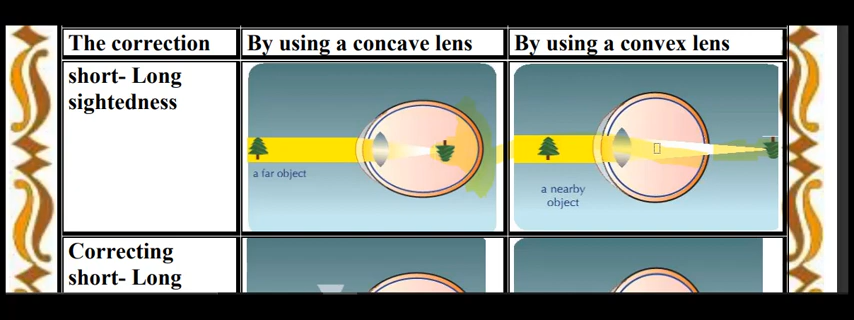 The correction
By using a concave lens
By using a convex lens
short- Long
sightedness
a far object
a nearby
object
Correcting
short- Long